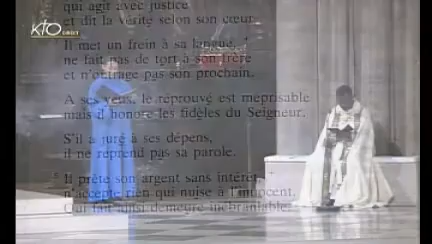 KTO
DROIT
qui agit avec justice
et dit la vérité selon son cœur.
Il met un frein à sa langue, *
ne fait pas de tort à son frère
et n'outrage pas son prochain.
A ses yeux, le réprouvé est méprisable
mais il honore les fidèles du Seigneur.
S'il a juré à ses dépens,
il ne reprend pas sa parole.
5 Il prête son argent sans intérêt, *
n'accepte rien qui nuise à l'innocent.
Qui fait ainsi demeure inébranlable.